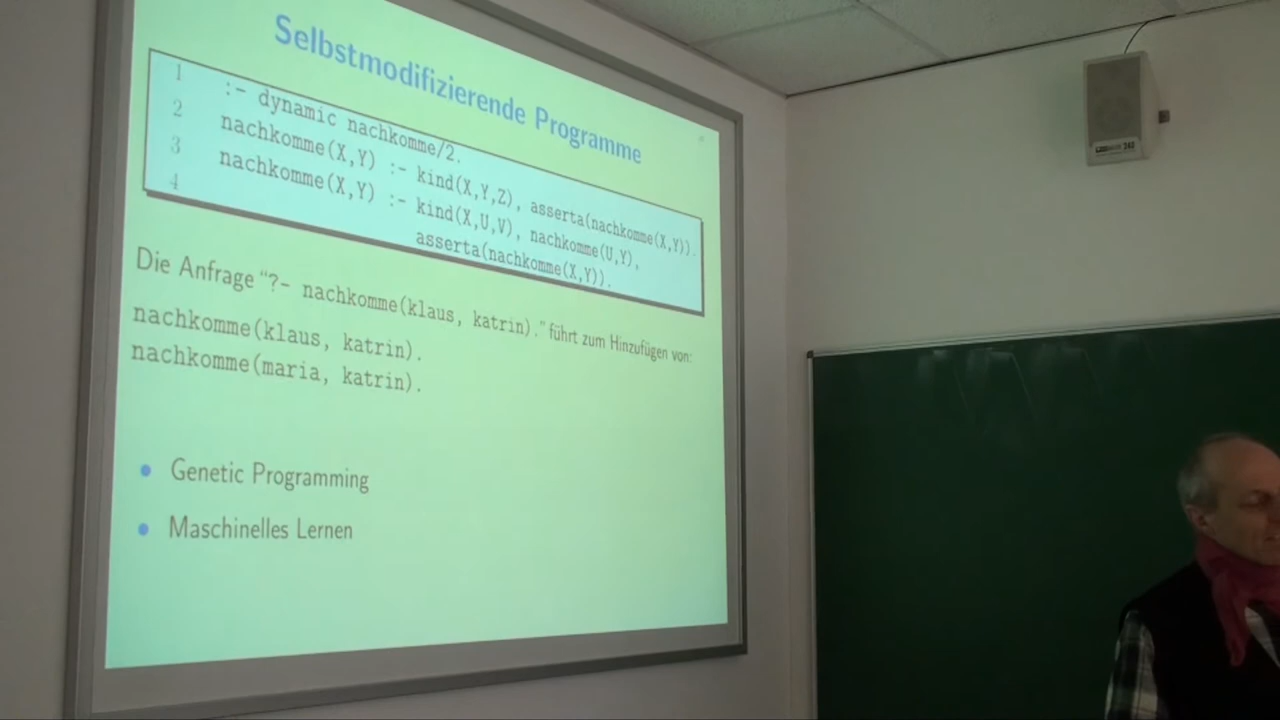 Selbstmodifizierende Programme
1 :- dynamic nachkomme/2.
2 nachkomme(X,Y) :- kind(X,Y,Z), asserta(nachkomme(X,Y)).
3 nachkomme(X,Y) :- kind(X,U,V), nachkomme(U,Y),
4 asserta(nachkomme(X,Y)).
Die Anfrage “?- nachkomme(klaus, katrin).” führt zum Hinzufügen von:
nachkomme(klaus, katrin).
nachkomme(maria, katrin).
• Genetic Programming
• Maschinelles Lernen